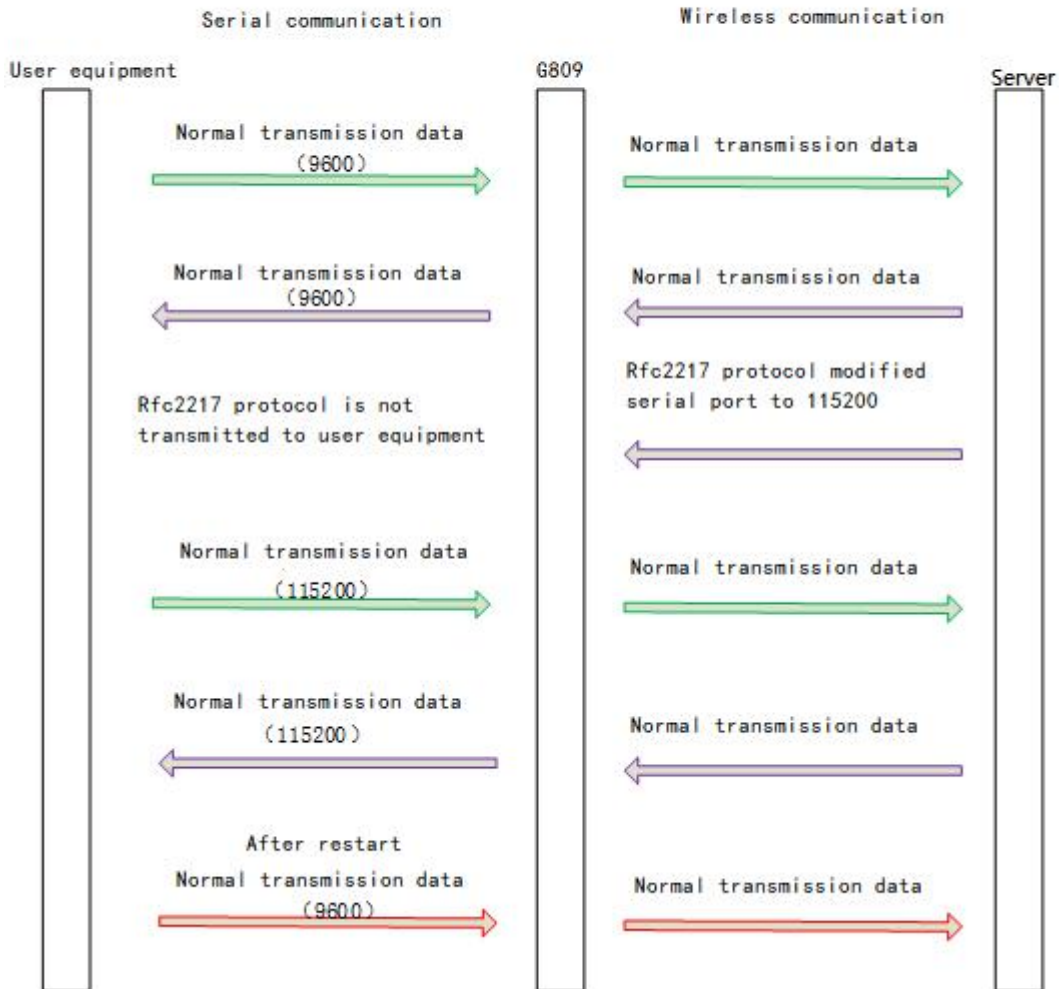 Serial communication
Wireless communication
User equipment
G809
Server
Normal transmission data
(9600)
Normal transmission data
Normal transmission data
(9600)
Normal transmission data
Rfc2217 protocol is not
transmitted to user equipment
Rfc2217 protocol modified
serial port to 115200
Normal transmission data
(115200)
Normal transmission data
Normal transmission data
(115200)
Normal transmission data
After restart
Normal transmission data
(9600)
Normal transmission data